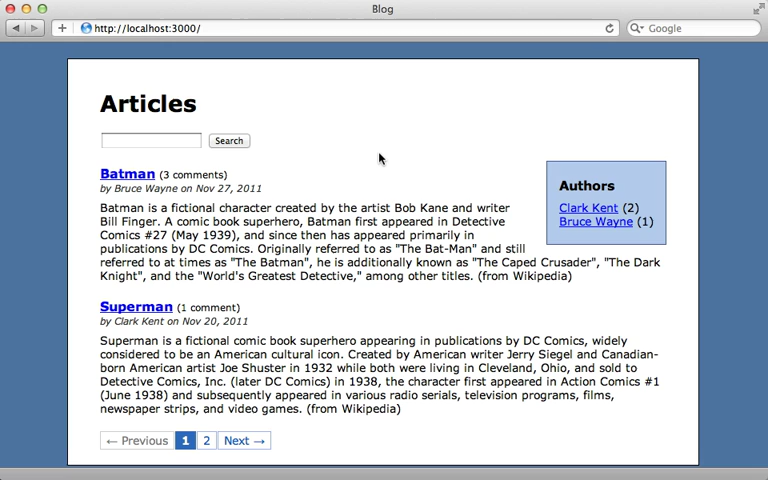 Blog
http://localhost:3000/
Google
Articles
Search
Batman (3 comments)
by Bruce Wayne on Nov 27, 2011
Batman is a fictional character created by the artist Bob Kane and writer
Bill Finger. A comic book superhero, Batman first appeared in Detective
Comics #27 (May 1939), and since then has appeared primarily in
publications by DC Comics. Originally referred to as "The Bat-Man" and still
referred to at times as "The Batman", he is additionally known as "The Caped Crusader", "The Dark
Knight", and the "World's Greatest Detective," among other titles. (from Wikipedia)
Authors
Clark Kent (2)
Bruce Wayne (1)
Superman (1 comment)
by Clark Kent on Nov 20, 2011
Superman is a fictional comic book superhero appearing in publications by DC Comics, widely
considered to be an American cultural icon. Created by American writer Jerry Siegel and Canadian-
born American artist Joe Shuster in 1932 while both were living in Cleveland, Ohio, and sold to
Detective Comics, Inc. (later DC Comics) in 1938, the character first appeared in Action Comics #1
(June 1938) and subsequently appeared in various radio serials, television programs, films,
newspaper strips, and video games. (from Wikipedia)
← Previous 1 2 Next →